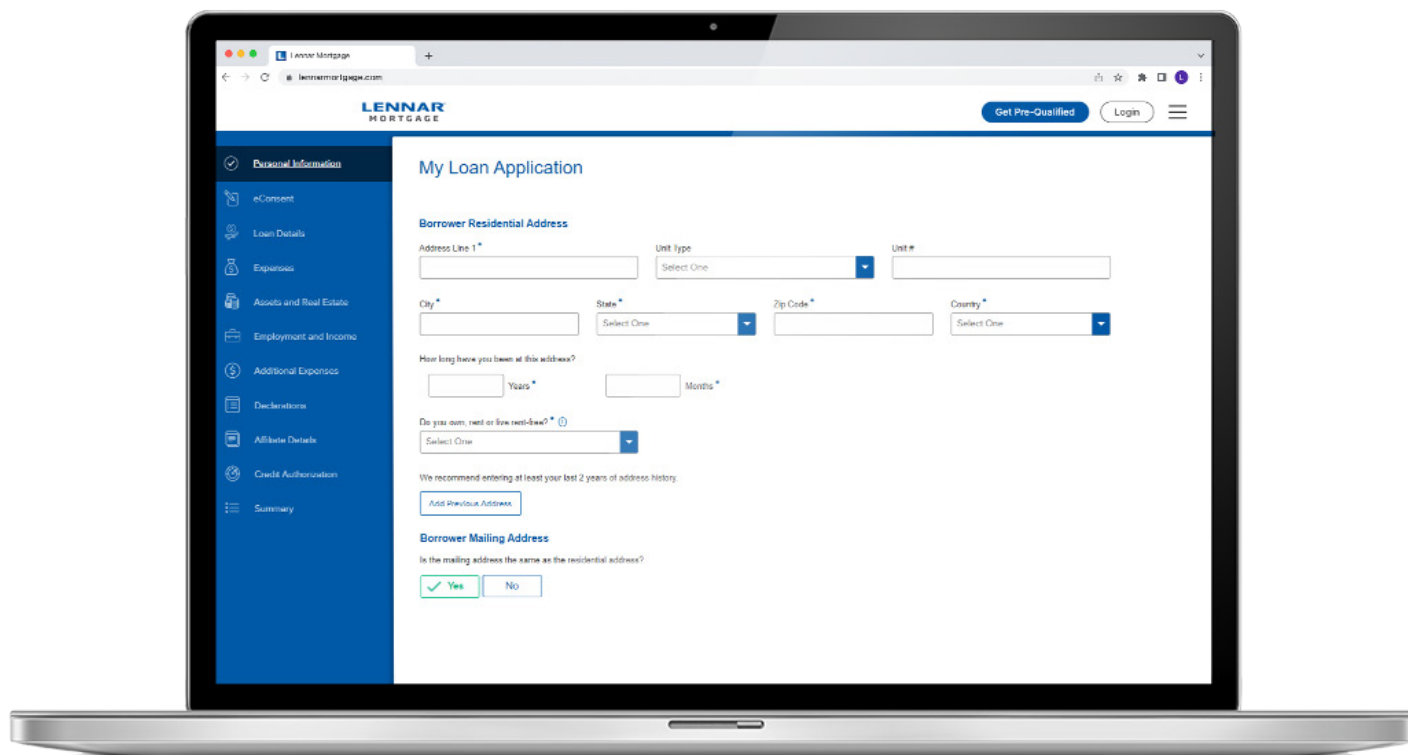 Lennar Mortgage
lennarmortgage.com
L
LENNAR
MORTGAGE
Get Pre-Qualified
Login
Personal Information
eConsent
Loan Details
Expenses
Assets and Real Estate
Employment and Income
Additional Expenses
Declarations
Affiliate Details
Credit Authorization
Summary
My Loan Application
Borrower Residential Address
Address Line 1 * Unit Type Unit #
Select One
City * State * Zip Code * Country *
Select One Select One
How long have you been at this address?
Years * Months *
Do you own, rent or live rent-free? *
Select One
We recommend entering at least your last 2 years of address history.
Add Previous Address
Borrower Mailing Address
Is the mailing address the same as the residential address?
Yes No